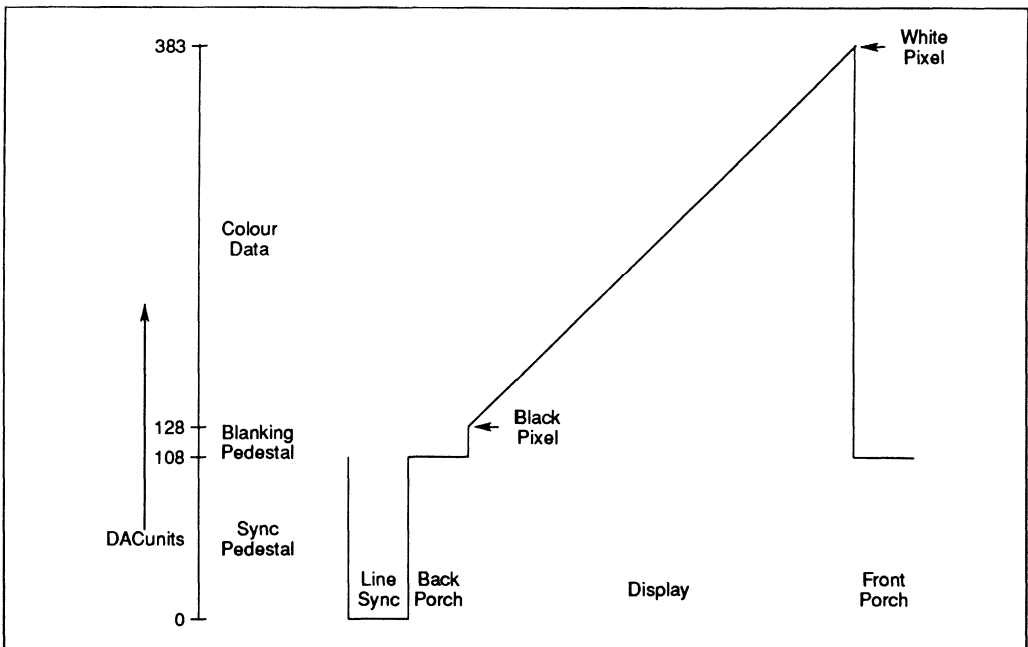 383
White
Pixel
Colour
Data
128
Black
Pixel
Blanking
Pedestal
108
DACunits
Sync
Pedestal
Line
Sync
Back
Porch
Display
Front
Porch
0